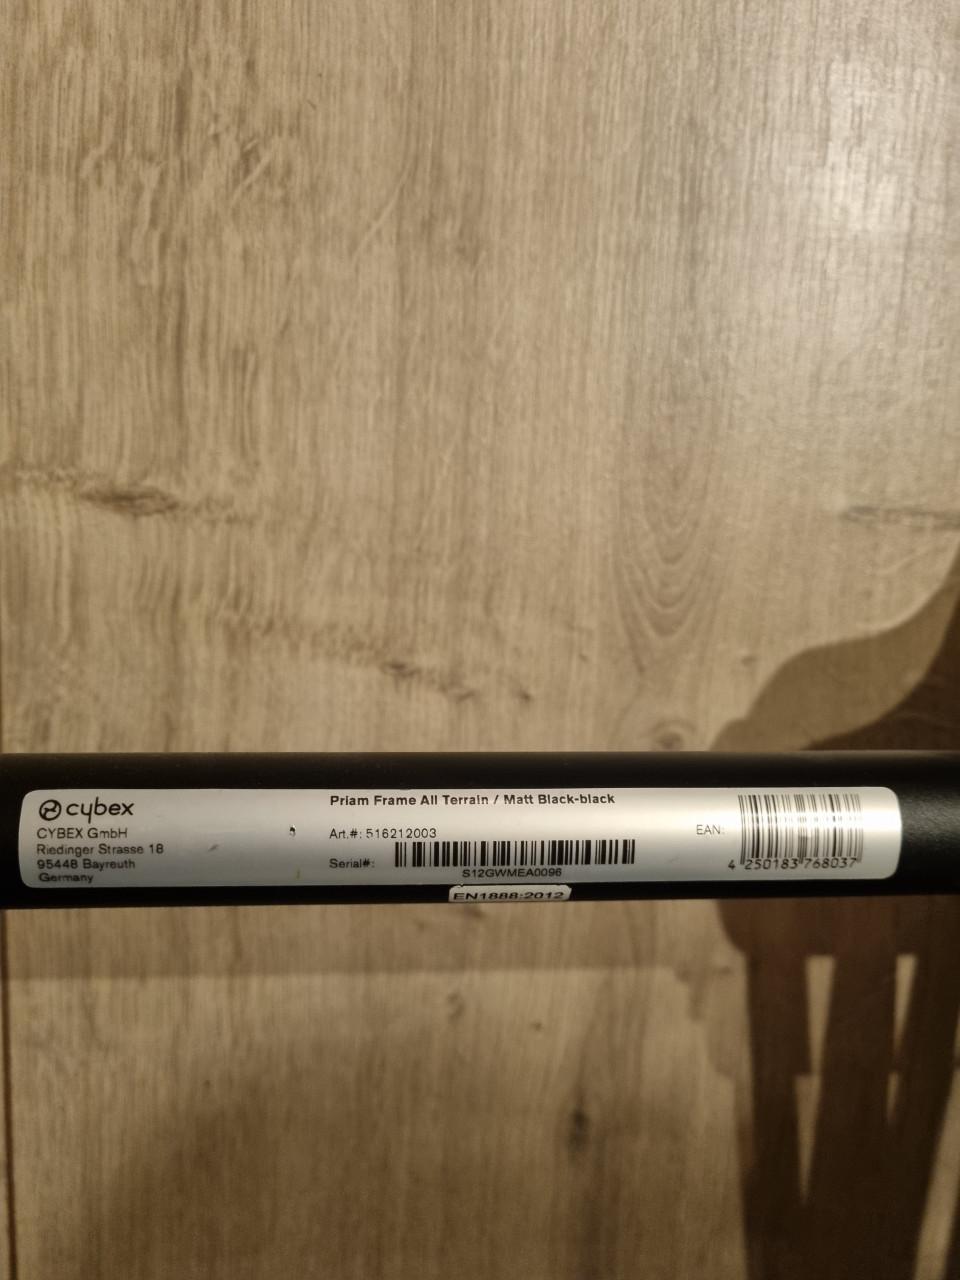 cybex
CYBEX GmbH
Riedinger Strasse 18
95448 Bayreuth
Germany
Priam Frame All Terrain / Matt Black-black
Art.#: 516212003
Serial#:
S12GWMEA0096
EN1888:2012
EAN:
4 250183 768037